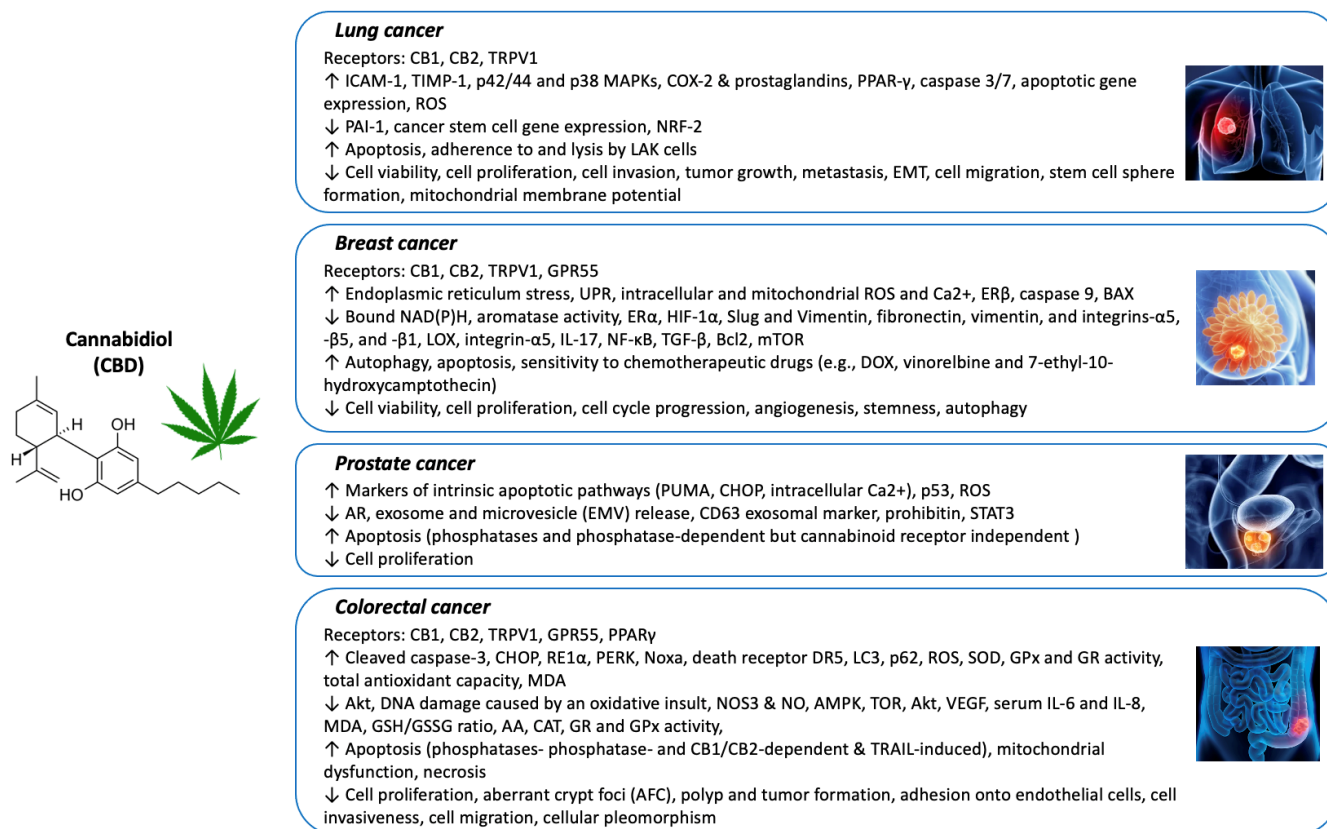 Cannabidiol
(CBD)
H
OH
H
HO
Lung cancer
Receptors: CB1, CB2, TRPV1
↑ ICAM-1, TIMP-1, p42/44 and p38 MAPKs, COX-2 & prostaglandins, PPAR-γ, caspase 3/7, apoptotic gene
expression, ROS
↓ PAI-1, cancer stem cell gene expression, NRF-2
↑ Apoptosis, adherence to and lysis by LAK cells
↓ Cell viability, cell proliferation, cell invasion, tumor growth, metastasis, EMT, cell migration, stem cell sphere
formation, mitochondrial membrane potential
Breast cancer
Receptors: CB1, CB2, TRPV1, GPR55
↑ Endoplasmic reticulum stress, UPR, intracellular and mitochondrial ROS and Ca2+, ERβ, caspase 9, BAX
↓ Bound NAD(P)H, aromatase activity, ERα, HIF-1α, Slug and Vimentin, fibronectin, vimentin, and integrins-α5,
-β5, and -β1, LOX, integrin-α5, IL-17, NF-κB, TGF-β, Bcl2, mTOR
↑ Autophagy, apoptosis, sensitivity to chemotherapeutic drugs (e.g., DOX, vinorelbine and 7-ethyl-10-
hydroxycamptothecin)
↓ Cell viability, cell proliferation, cell cycle progression, angiogenesis, stemness, autophagy
Prostate cancer
↑ Markers of intrinsic apoptotic pathways (PUMA, CHOP, intracellular Ca2+), p53, ROS
↓ AR, exosome and microvesicle (EMV) release, CD63 exosomal marker, prohibitin, STAT3
↑ Apoptosis (phosphatases and phosphatase-dependent but cannabinoid receptor independent )
↓ Cell proliferation
Colorectal cancer
Receptors: CB1, CB2, TRPV1, GPR55, PPARγ
↑ Cleaved caspase-3, CHOP, RE1α, PERK, Noxa, death receptor DR5, LC3, p62, ROS, SOD, GPx and GR activity,
total antioxidant capacity, MDA
↓ Akt, DNA damage caused by an oxidative insult, NOS3 & NO, AMPK, TOR, Akt, VEGF, serum IL-6 and IL-8,
MDA, GSH/GSSG ratio, AA, CAT, GR and GPx activity,
↑ Apoptosis (phosphatases- phosphatase- and CB1/CB2-dependent & TRAIL-induced), mitochondrial
dysfunction, necrosis
↓ Cell proliferation, aberrant crypt foci (AFC), polyp and tumor formation, adhesion onto endothelial cells, cell
invasiveness, cell migration, cellular pleomorphism